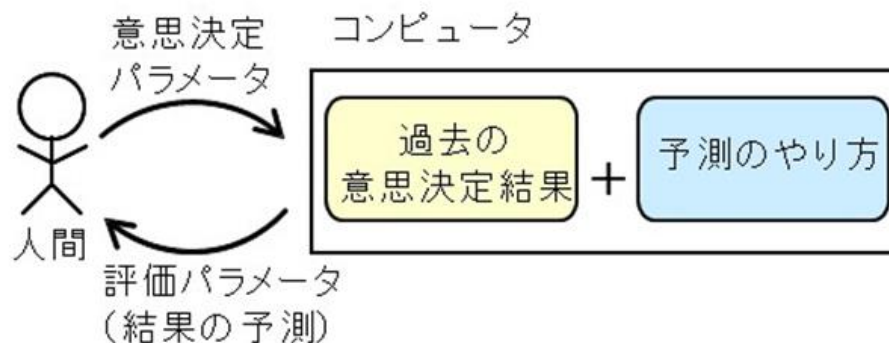 意思決定
パラメータ
コンピュータ
過去の
意思決定結果
+
予測のやり方
人間
評価パラメータ
(結果の予測)